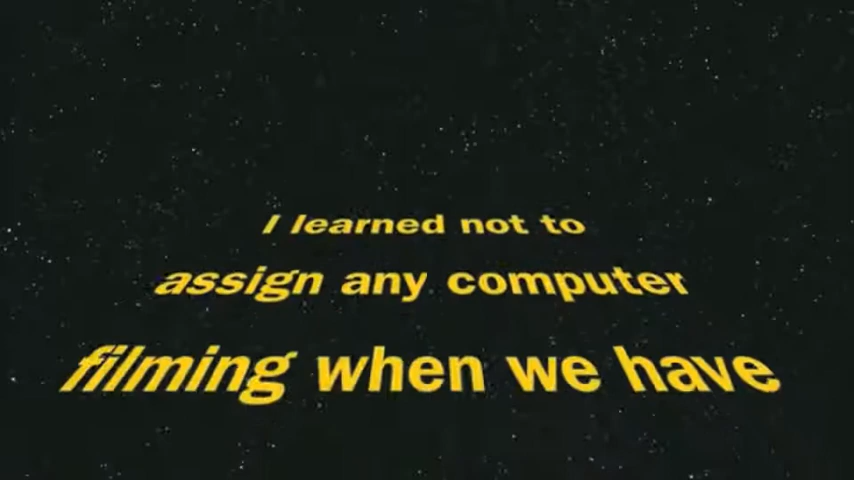 I learned not to
assign any computer
filming when we have